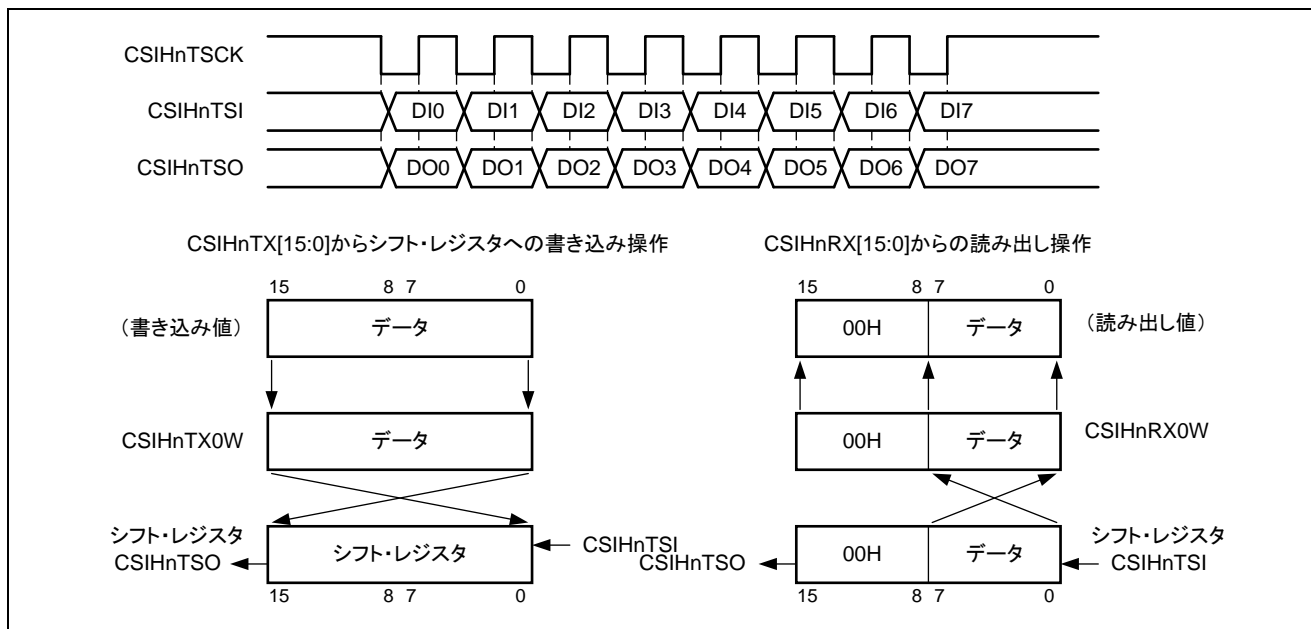 CSIHnTSCK
CSIHnTSI DI0 DI1 DI2 DI3 DI4 DI5 DI6 DI7
CSIHnTSO DO0 DO1 DO2 DO3 DO4 DO5 DO6 DO7
CSIHnTX[15:0]からシフト・レジスタへの書き込み操作
15 8 7 0
（書き込み値） データ
CSIHnTX0W データ
シフト・レジスタ
CSIHnTSO シフト・レジスタ CSIHnTSI
15 8 7 0
CSIHnRX[15:0]からの読み出し操作
15 8 7 0
00H データ （読み出し値）
00H データ CSIHnRX0W
シフト・レジスタ
CSIHnTSO 00H データ CSIHnTSI
15 8 7 0